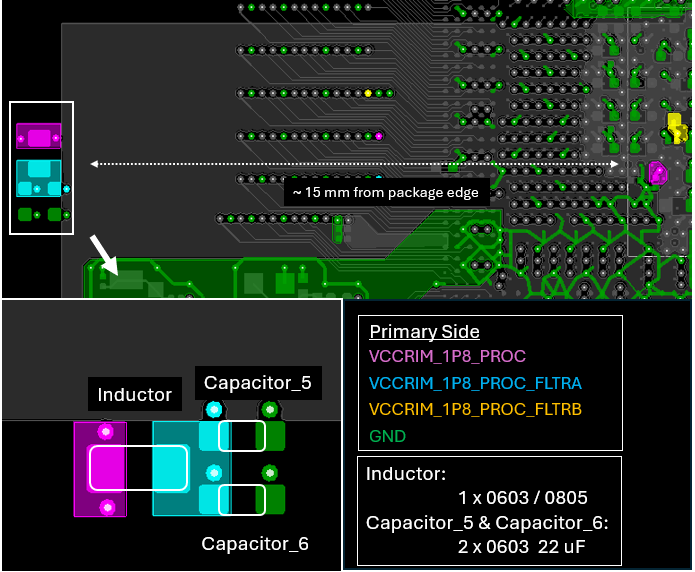 ~ 15 mm from package edge
Inductor
Capacitor_5
Capacitor_6
Primary Side
VCCRIM_1P8_PROC
VCCRIM_1P8_PROC_FLTRA
VCCRIM_1P8_PROC_FLTRB
GND
Inductor:
1 x 0603 / 0805
Capacitor_5 & Capacitor_6:
2 x 0603 22 uF